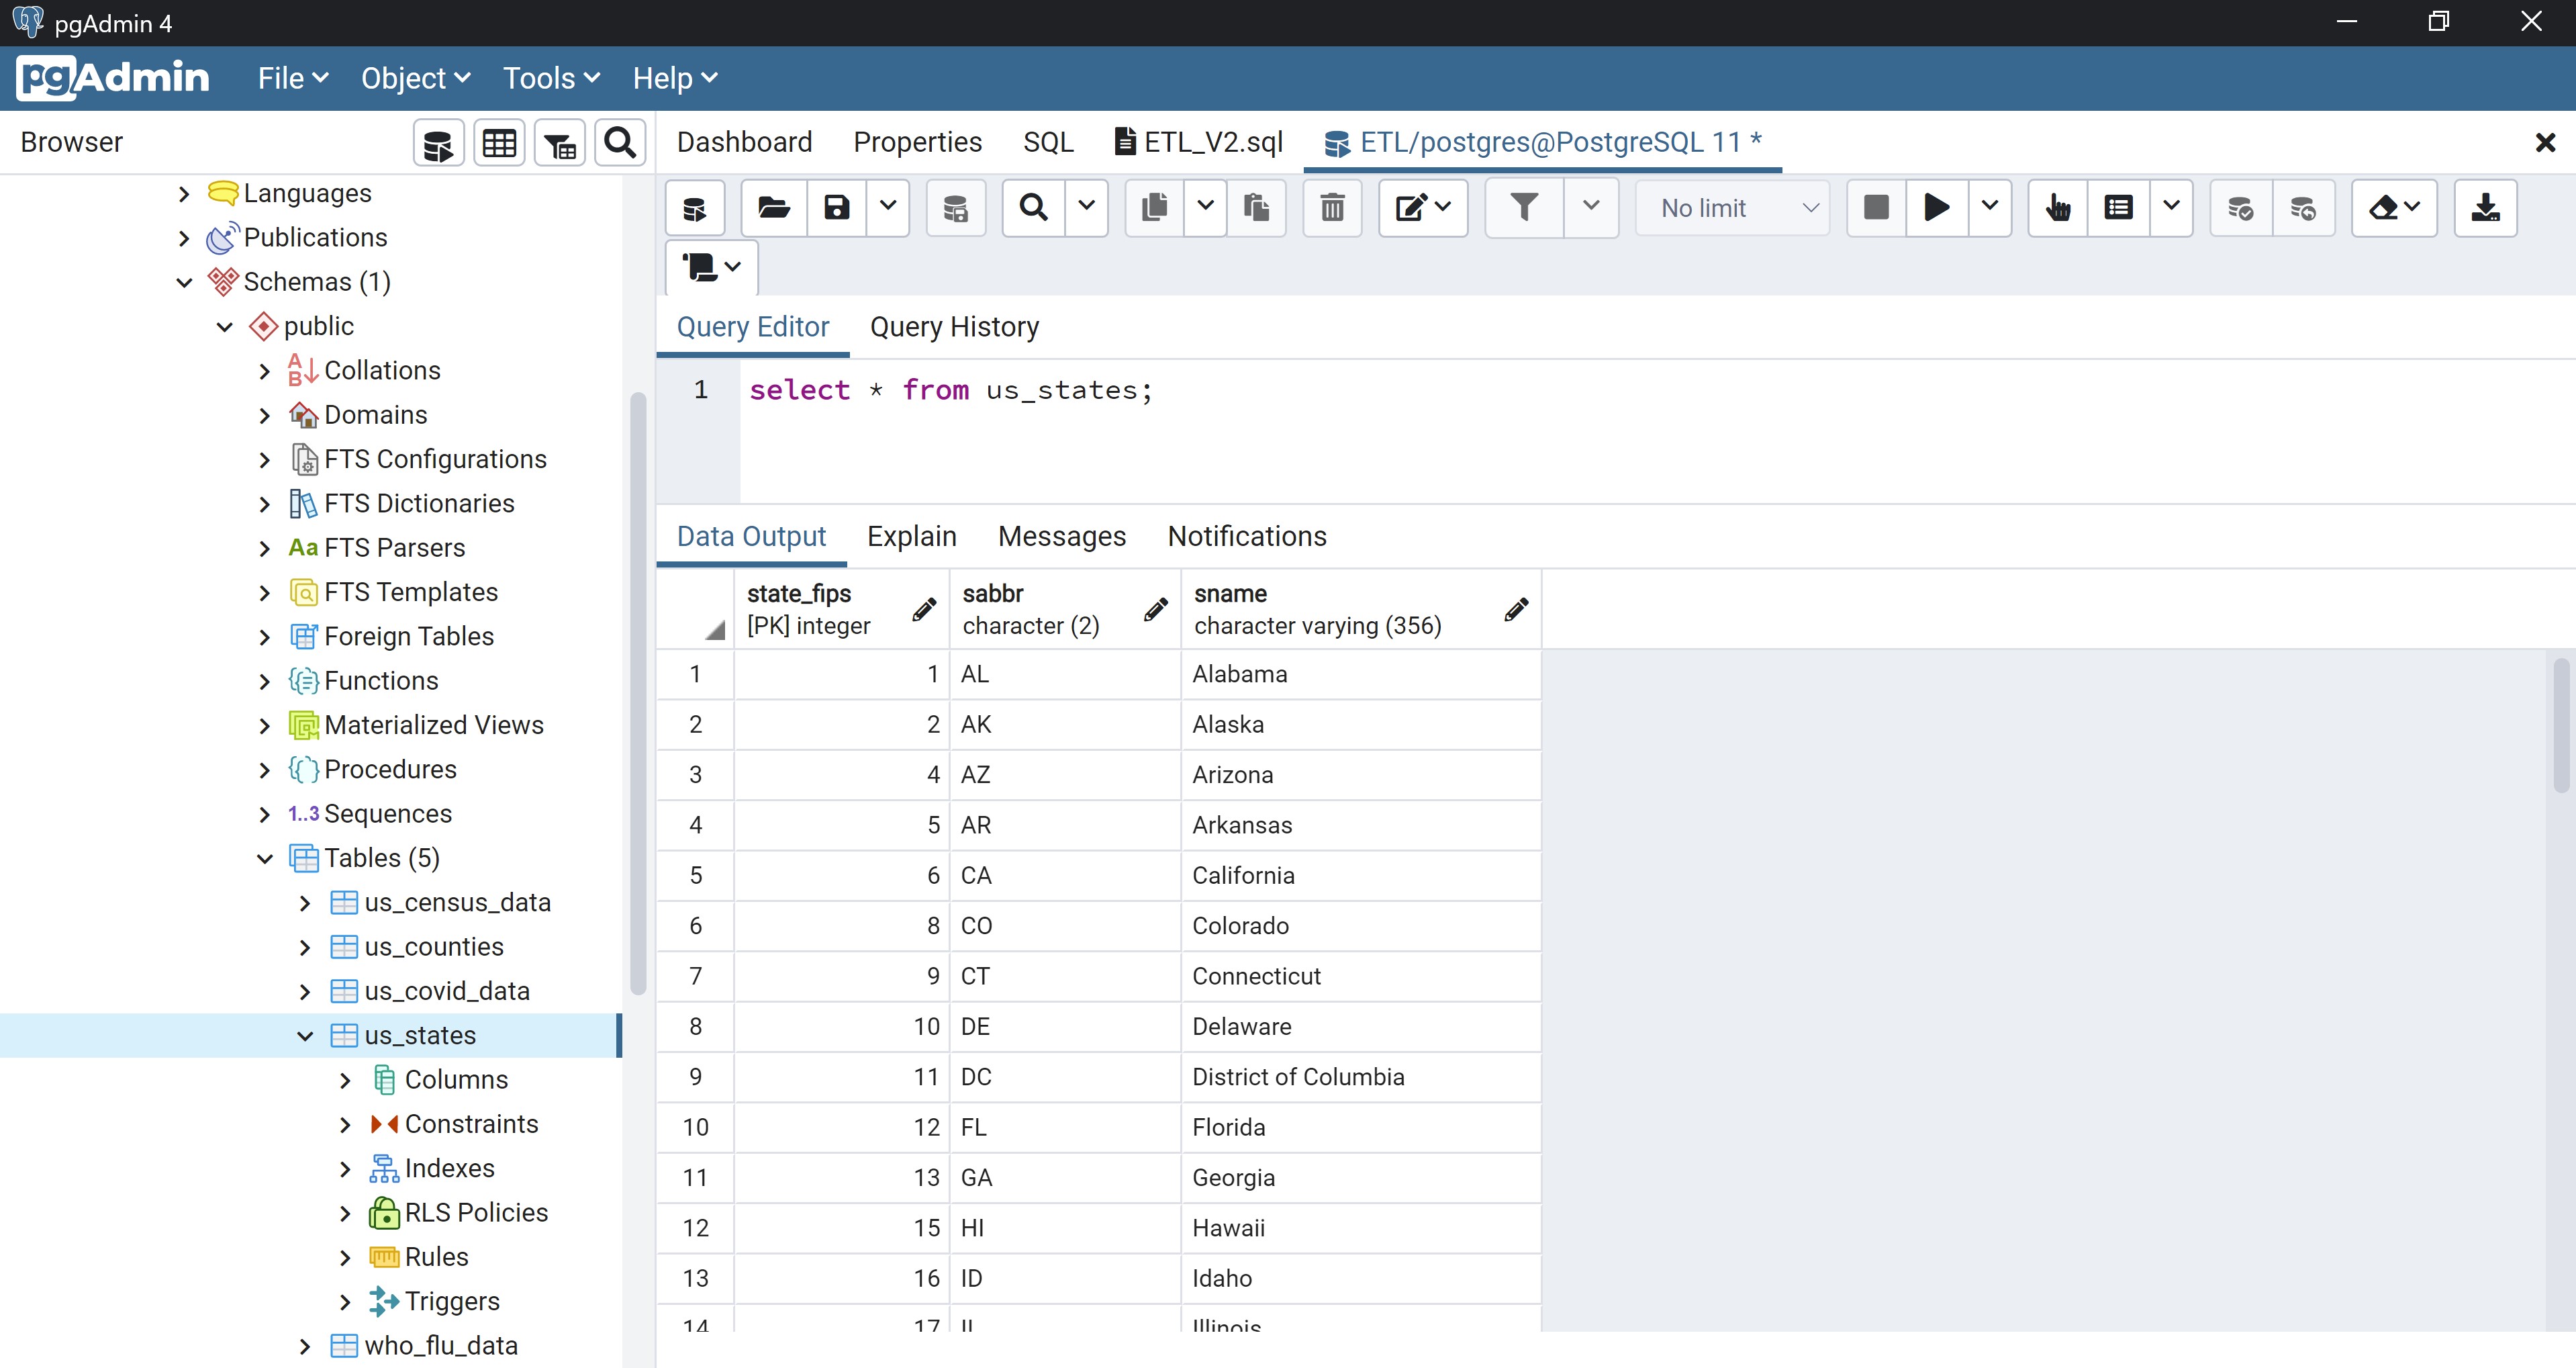 pgAdmin 4
pgAdmin File Object Tools Help
Browser
Dashboard Properties SQL ETL_V2.sql ETL/postgres@PostgreSQL 11 *
No limit
Languages
Publications
Schemas (1)
public
Collations
Domains
FTS Configurations
FTS Dictionaries
Aa FTS Parsers
FTS Templates
Foreign Tables
Functions
Materialized Views
Procedures
1..3 Sequences
Tables (5)
us_census_data
us_counties
us_covid_data
us_states
Columns
Constraints
Indexes
RLS Policies
Rules
Triggers
who_flu_data
Query Editor Query History
1 select * from us_states;
Data Output Explain Messages Notifications
state_fips sabbr sname
[PK] integer character (2) character varying (356)
1 1 AL Alabama
2 2 AK Alaska
3 4 AZ Arizona
4 5 AR Arkansas
5 6 CA California
6 8 CO Colorado
7 9 CT Connecticut
8 10 DE Delaware
9 11 DC District of Columbia
10 12 FL Florida
11 13 GA Georgia
12 15 HI Hawaii
13 16 ID Idaho
14 17 IL Illinois